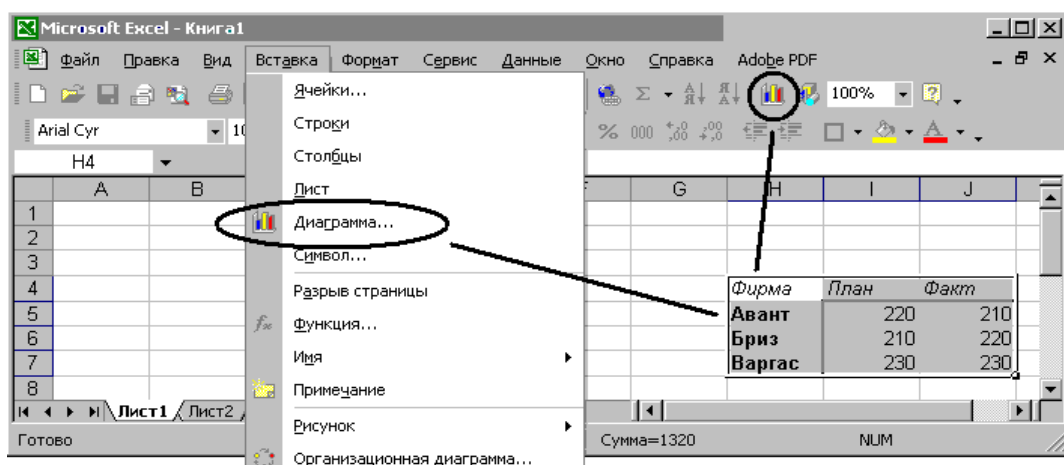 Microsoft Excel - Книга1
Файл Правка Вид Вставка Формат Сервис Данные Окно Справка Adobe PDF
100%
Arial Cyr 10 % 000
H4
A B G H I J
Ячейки...
Строки
Столбцы
Лист
Диаграмма...
Символ...
Разрыв страницы
Функция...
Имя
Примечание
Рисунок
Организационная диаграмма...
1
2
3
4 Фирма План Факт
5 Авант 220 210
6 Бриз 210 220
7 Варгас 230 230
8
Лист1 Лист2
Готово Сумма=1320 NUM